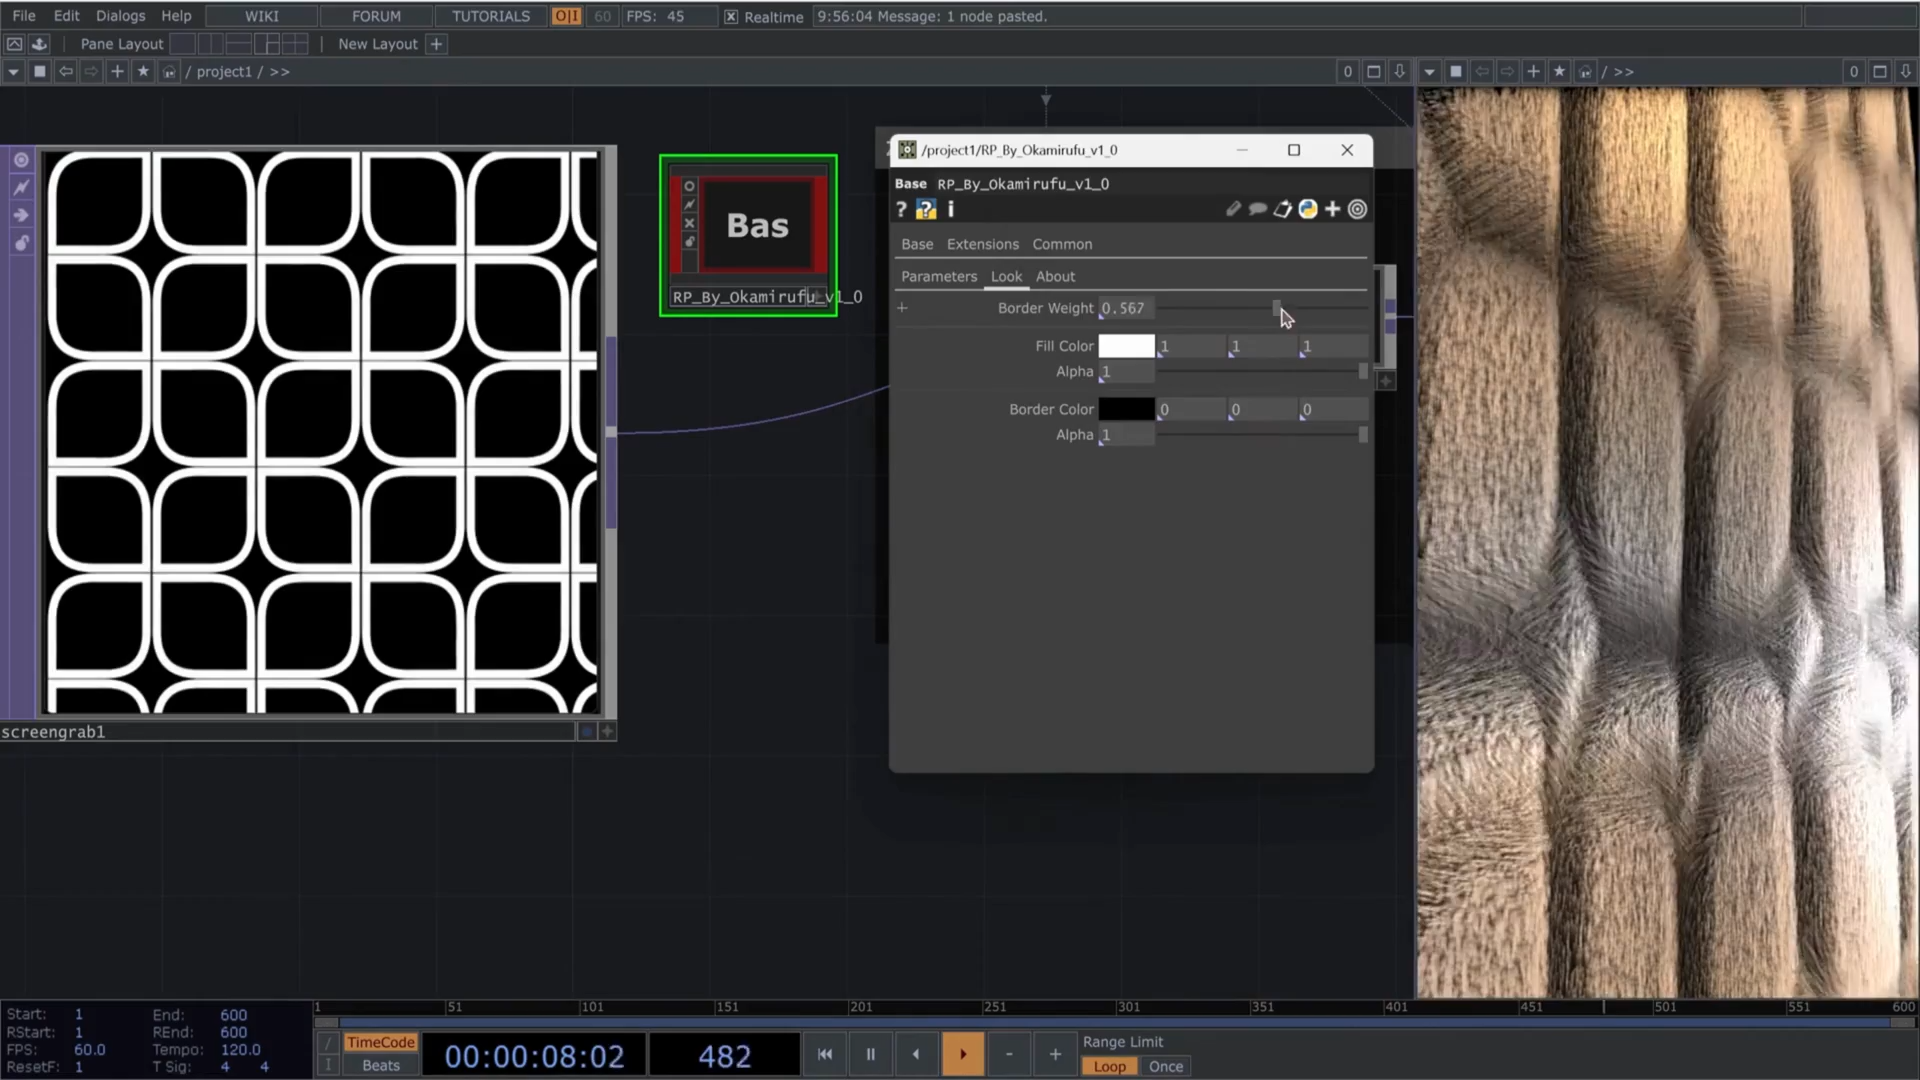 File Edit Dialogs Help WIKI FORUM TUTORIALS O|I 60 FPS: 45 Realtime 9:56:04 Message: 1 node pasted.
Pane Layout New Layout +
/ project1 / >> 0 / >> 0
/project1/RP_By_Okamirufu_v1_0
Base RP_By_Okamirufu_v1_0
? ? i
Bas
Base Extensions Common
Parameters Look About
RP_By_Okamirufu_v1_0
+ Border Weight 0.567
Fill Color 1 1 1
Alpha 1
Border Color 0 0 0
Alpha 1
screengrab1
1 51 101 151 201 251 301 351 401 451 501 551 600
Start: 1 End: 600
RStart: 1 REnd: 600
FPS: 60.0 Tempo: 120.0
ResetF: 1 T Sig: 4 4
TimeCode
Beats
00:00:08:02
482
- +
Range Limit
Loop Once